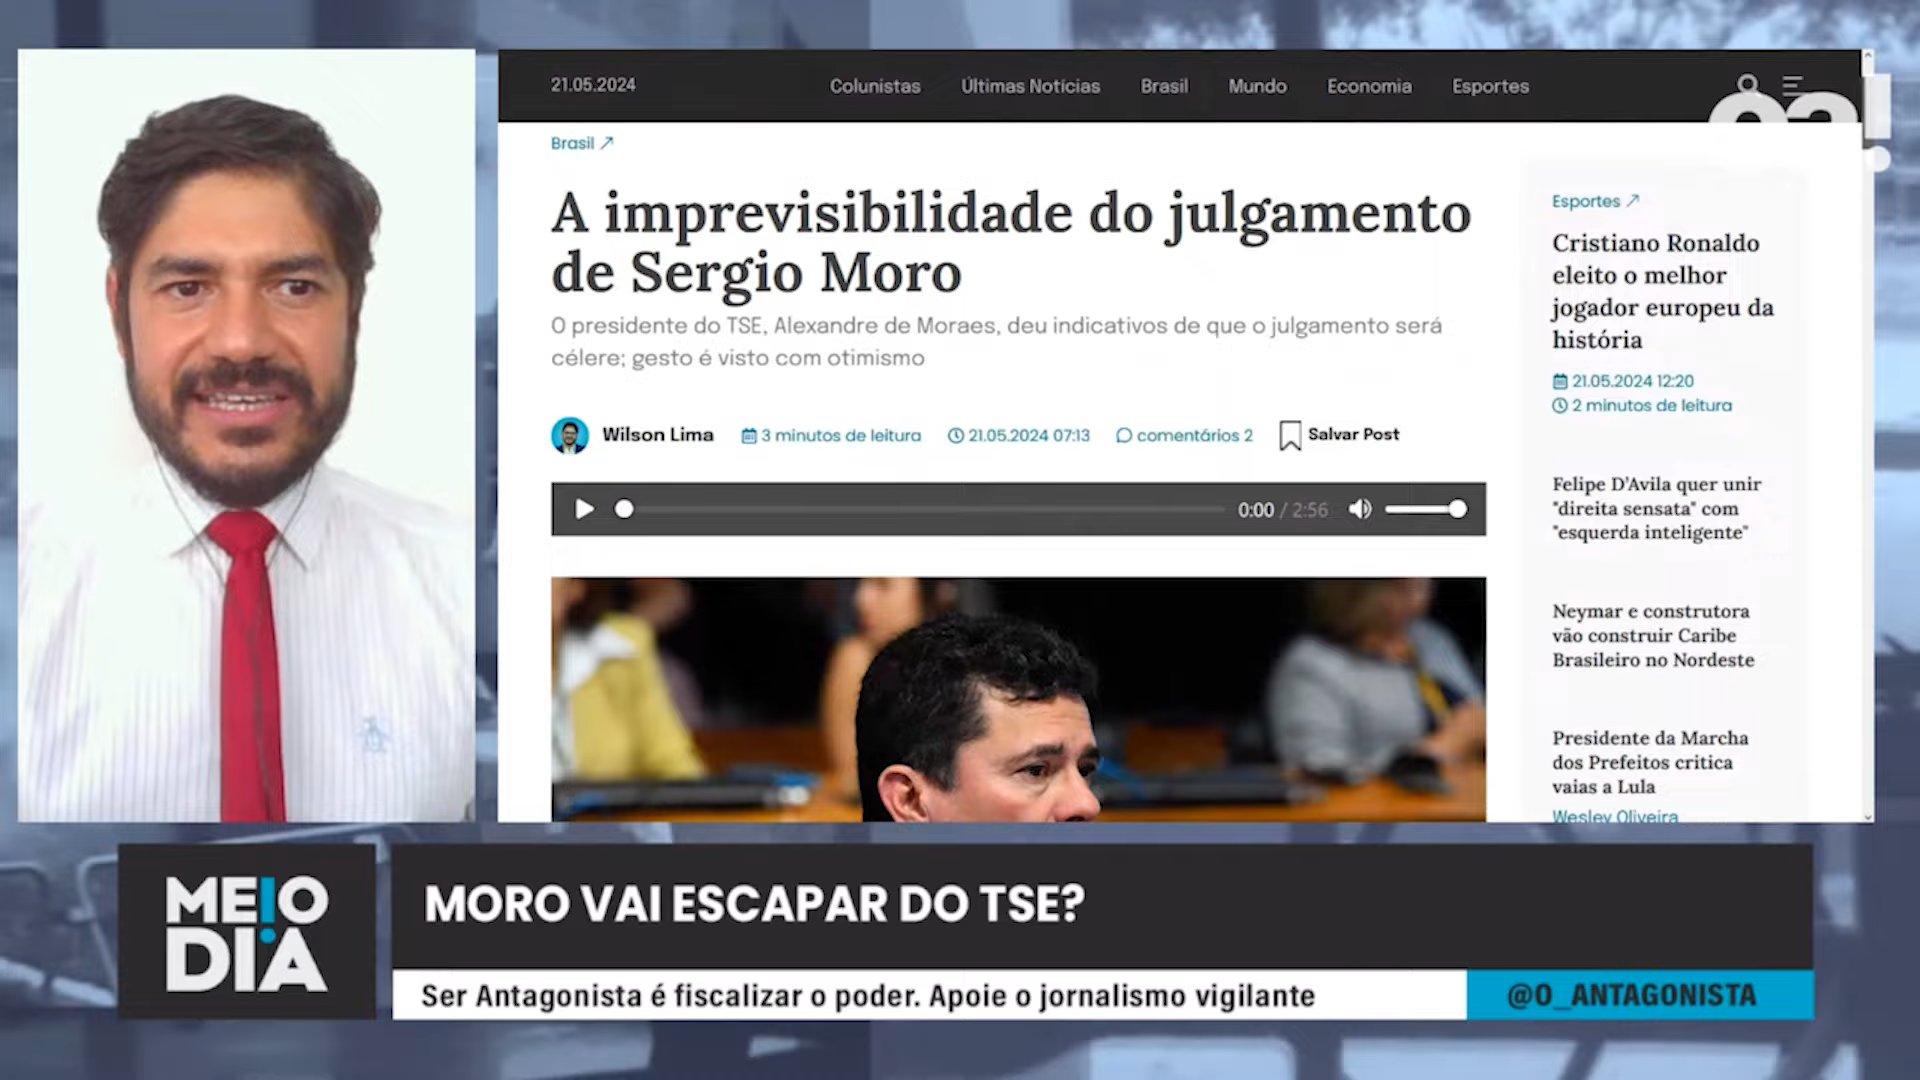 21.05.2024
Colunistas
Últimas Notícias
Brasil
Mundo
Economia
Esportes
Brasil
A imprevisibilidade do julgamento
de Sergio Moro
O presidente do TSE, Alexandre de Moraes, deu indicativos de que o julgamento será
célere; gesto é visto com otimismo
Wilson Lima
3 minutos de leitura
21.05.2024 07:13
comentários 2
Salvar Post
0:00 / 2:56
Esportes
Cristiano Ronaldo
eleito o melhor
jogador europeu da
história
21.05.2024 12:20
2 minutos de leitura
Felipe D'Avila quer unir
"direita sensata" com
"esquerda inteligente"
Neymar e construtora
vão construir Caribe
Brasileiro no Nordeste
Presidente da Marcha
dos Prefeitos critica
vaias a Lula
Wesley Oliveira
MEIO
DIA
MORO VAI ESCAPAR DO TSE?
Ser Antagonista é fiscalizar o poder. Apoie o jornalismo vigilante
@O_ANTAGONISTA